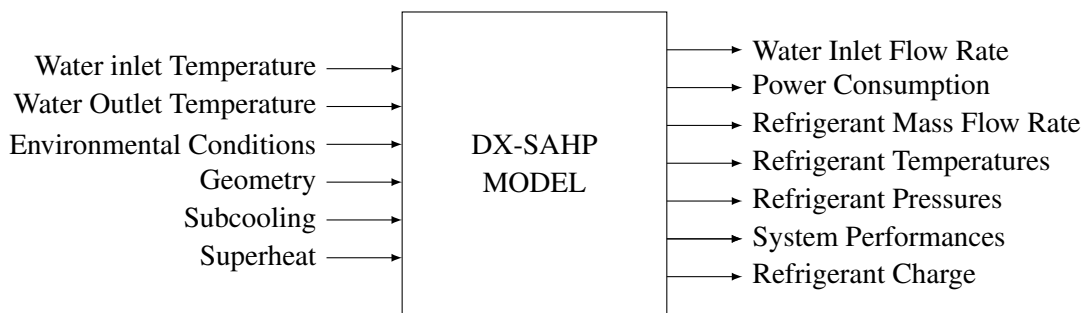 Water inlet Temperature
Water Outlet Temperature
Environmental Conditions
Geometry
Subcooling
Superheat
DX-SAHP
MODEL
Water Inlet Flow Rate
Power Consumption
Refrigerant Mass Flow Rate
Refrigerant Temperatures
Refrigerant Pressures
System Performances
Refrigerant Charge